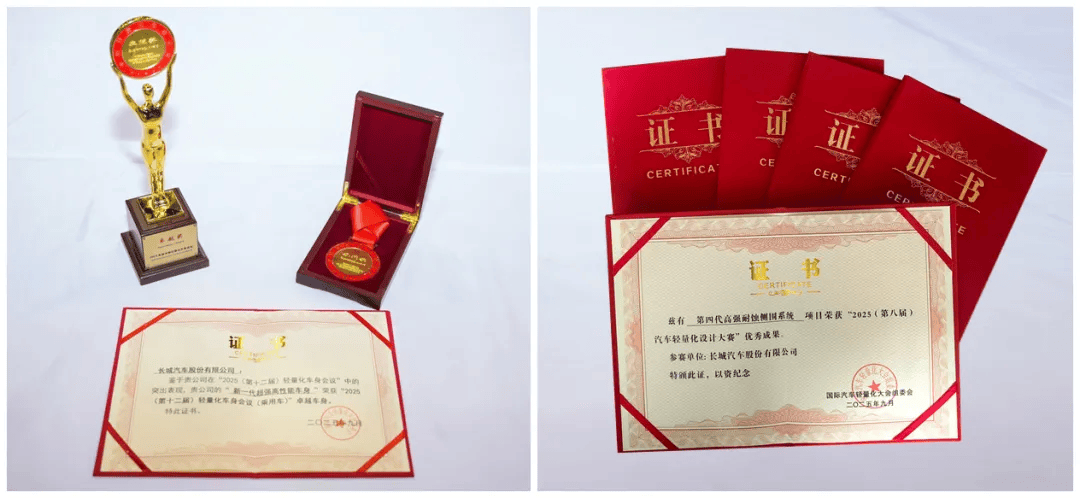 证书
长城汽车股份有限公司：
鉴于贵公司在“2025（第十二届）轻量化车身会议”中的
突出表现，贵公司的“ 新一代超强高性能车身 ”荣获“2025
（第十二届）轻量化车身会议（乘用车）”卓越车身。
特此证书。
二〇二五年九月
证书
CERTIFICATE
证
证书
CERTIFICATE
证书
证书
CERTIFICATE
兹有 第四代高强耐蚀侧围系统 项目荣获“2025（第八届）
汽车轻量化设计大赛”优秀成果。
参赛单位：长城汽车股份有限公司
特颁此证，以资纪念
国际汽车轻量化大会组委会
二〇二五年九月